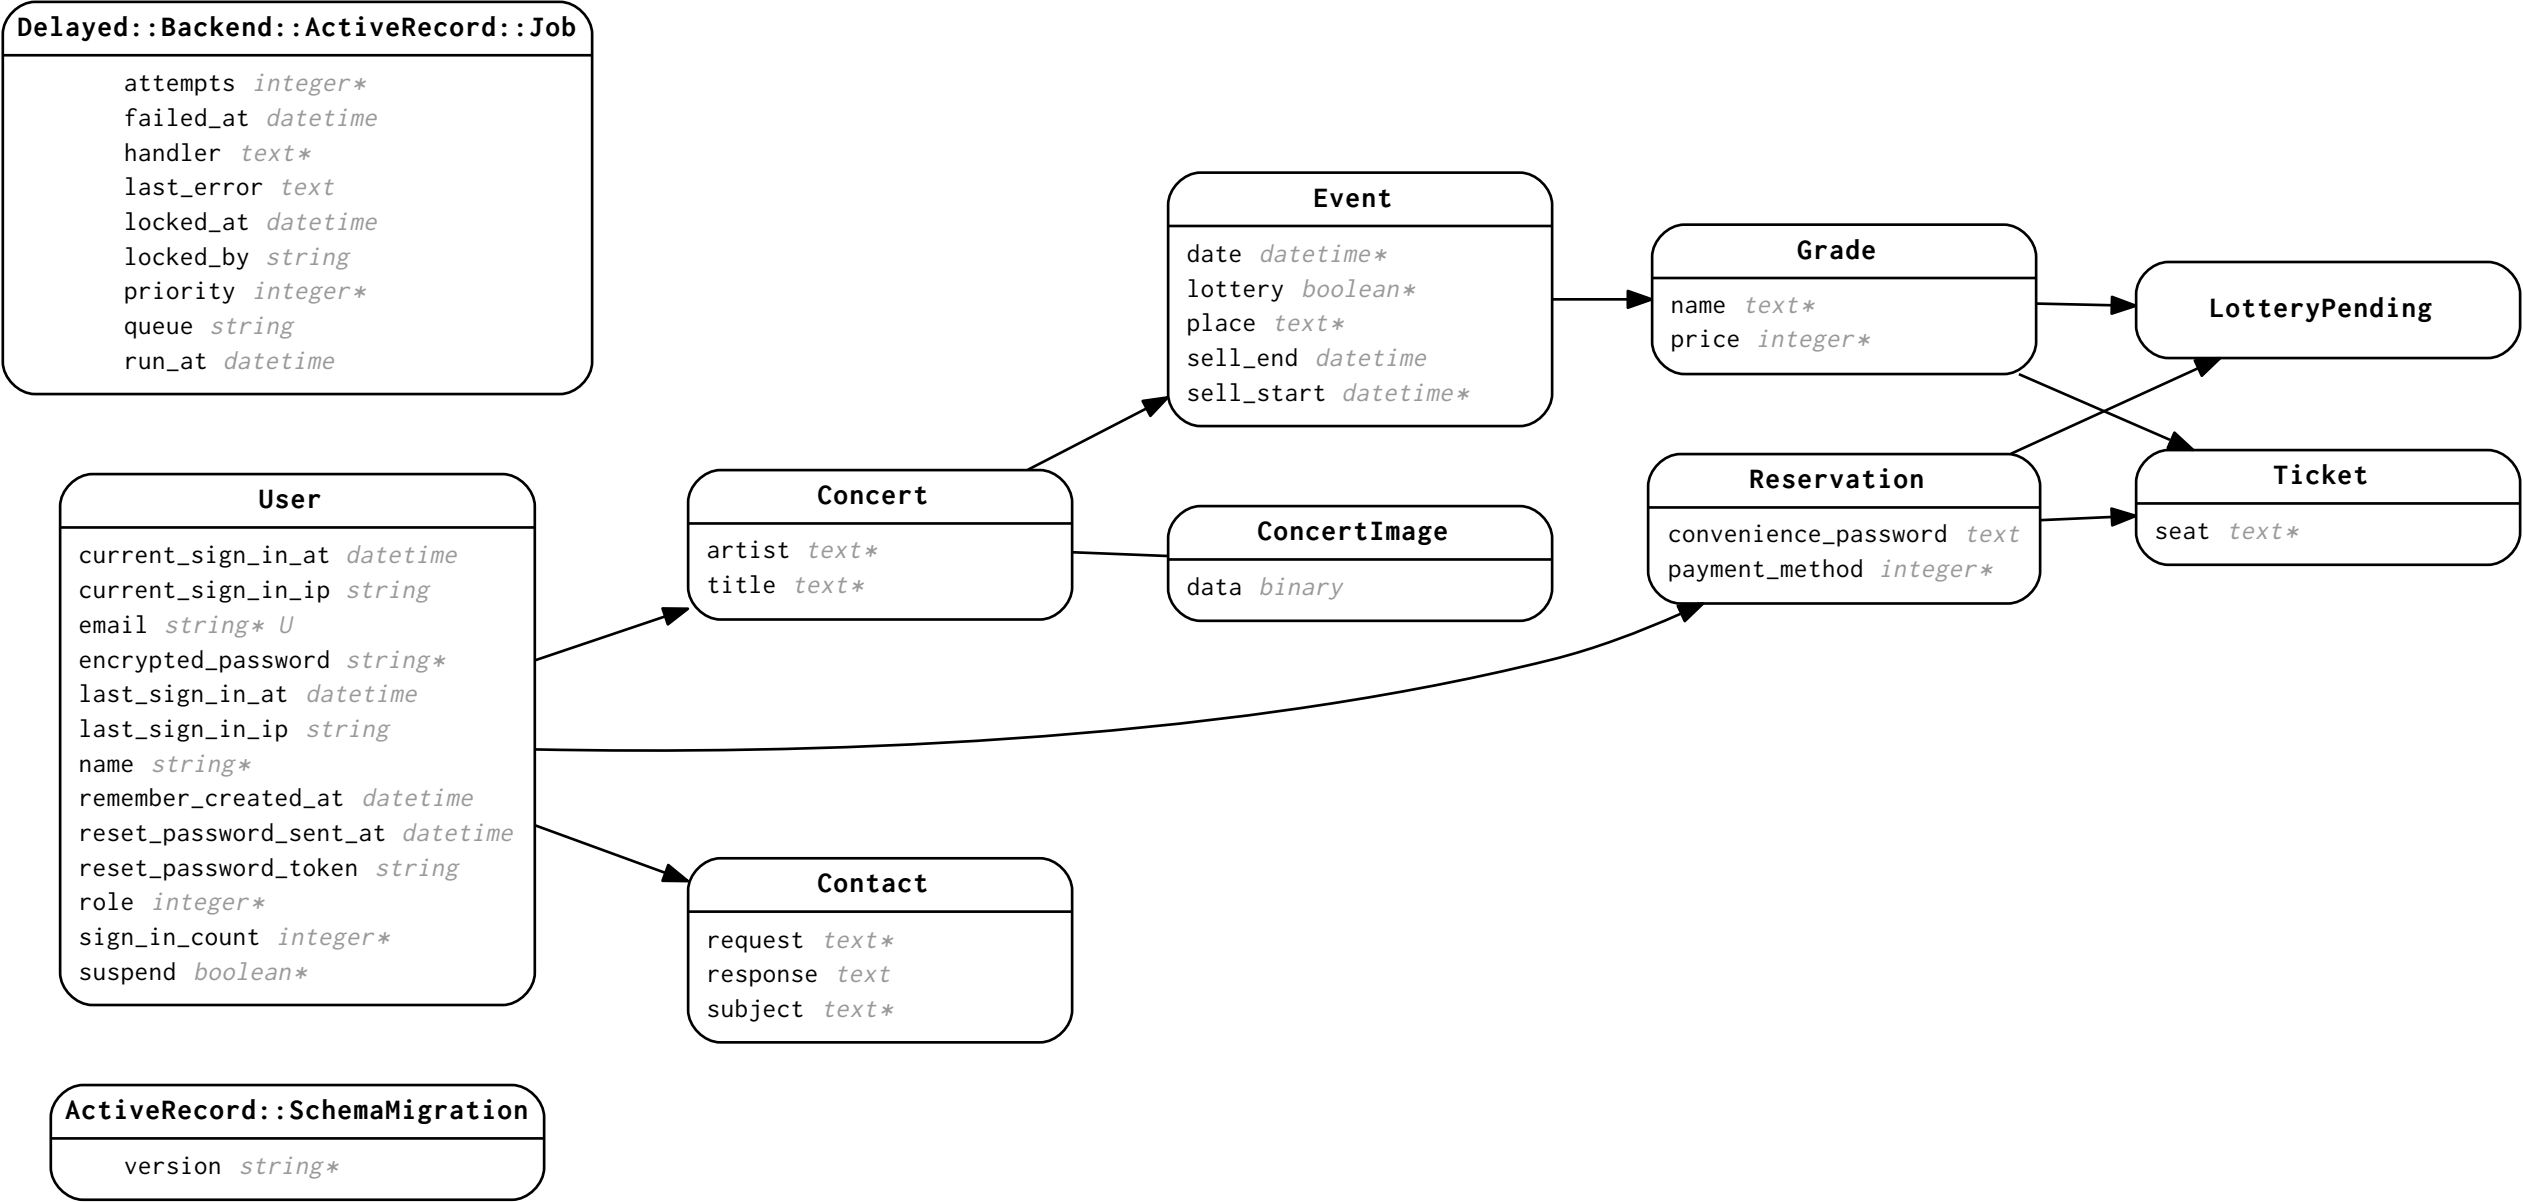 Delayed::Backend::ActiveRecord::Job
attempts integer*
failed_at datetime
handler text*
last_error text
locked_at datetime
locked_by string
priority integer*
queue string
run_at datetime
User
current_sign_in_at datetime
current_sign_in_ip string
email string* U
encrypted_password string*
last_sign_in_at datetime
last_sign_in_ip string
name string*
remember_created_at datetime
reset_password_sent_at datetime
reset_password_token string
role integer*
sign_in_count integer*
suspend boolean*
ActiveRecord::SchemaMigration
version string*
Concert
artist text*
title text*
Contact
request text*
response text
subject text*
Event
date datetime*
lottery boolean*
place text*
sell_end datetime
sell_start datetime*
ConcertImage
data binary
Grade
name text*
price integer*
Reservation
convenience_password text
payment_method integer*
LotteryPending
Ticket
seat text*